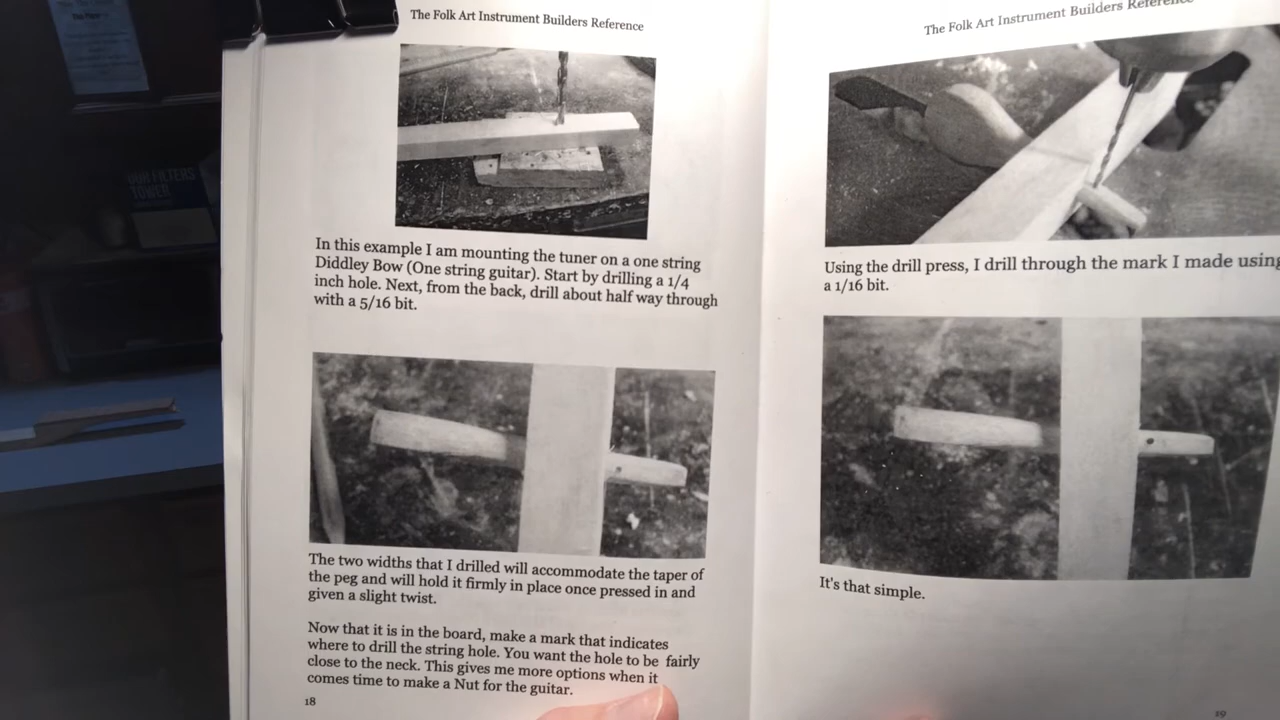 The Folk Art Instrument Builders Reference
In this example I am mounting the tuner on a one string
Diddley Bow (One string guitar). Start by drilling a 1/4
inch hole. Next, from the back, drill about half way through
with a 5/16 bit.
The two widths that I drilled will accommodate the taper of
the peg and will hold it firmly in place once pressed in and
given a slight twist.
Now that it is in the board, make a mark that indicates
where to drill the string hole. You want the hole to be fairly
close to the neck. This gives me more options when it
comes time to make a Nut for the guitar.
18
The Folk Art Instrument Builders Reference
Using the drill press, I drill through the mark I made using
a 1/16 bit.
It's that simple.
19
FILTERS
TOWER